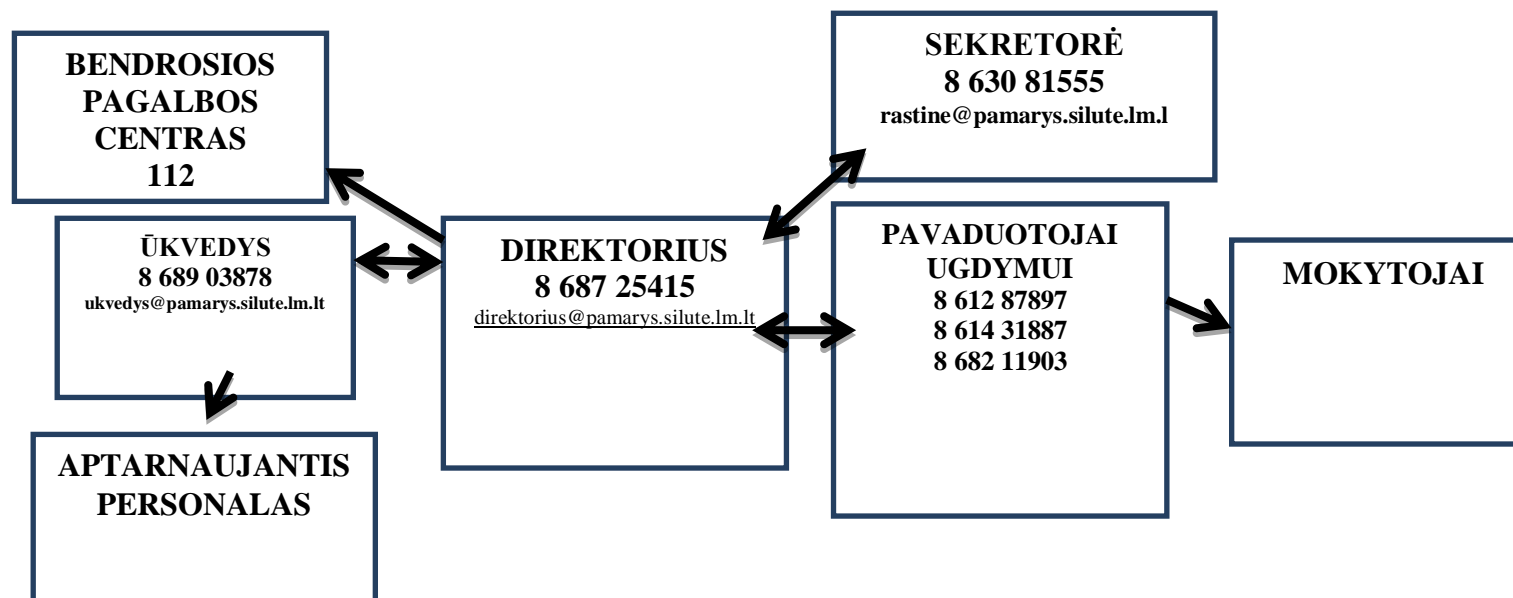 BENDROSIOS
PAGALBOS
CENTRAS
112
SEKRETORĖ
8 630 81555
rastine@pamarys.silute.lm.l
ŪKVEDYS
8 689 03878
ukvedys@pamarys.silute.lm.lt
DIREKTORIUS
8 687 25415
direktorius@pamarys.silute.lm.lt
PAVADUOTOJAI
UGDYMUI
8 612 87897
8 614 31887
8 682 11903
MOKYTOJAI
APTARNAUJANTIS
PERSONALAS